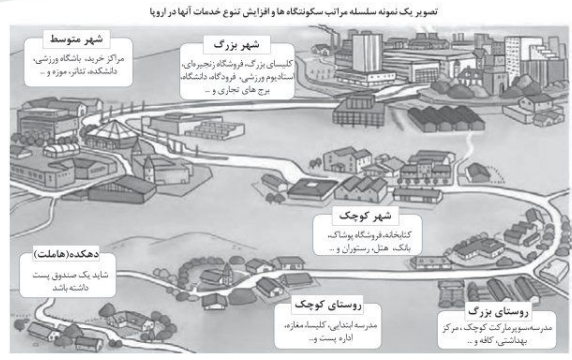 تصویر یک نمونه سلسله مراتب سکونتگاه ها و افزایش تنوع خدمات آنها در اروپا
شهر بزرگ
کلیسای بزرگ، فروشگاه زنجیره‌ای،
استادیوم ورزشی، فرودگاه، دانشگاه،
برج های تجاری و ...
شهر متوسط
مراکز خرید، باشگاه ورزشی،
دانشکده، تئاتر، موزه و ...
شهر کوچک
کتابخانه، فروشگاه پوشاک،
بانک، هتل، رستوران و ...
دهکده(هاملت)
شاید یک صندوق پست
داشته باشد
روستای کوچک
مدرسه ابتدایی، کلیسا، مغازه،
اداره پست و...
روستای بزرگ
مدرسه، سوپرمارکت کوچک، مرکز
بهداشتی، کافه و ...